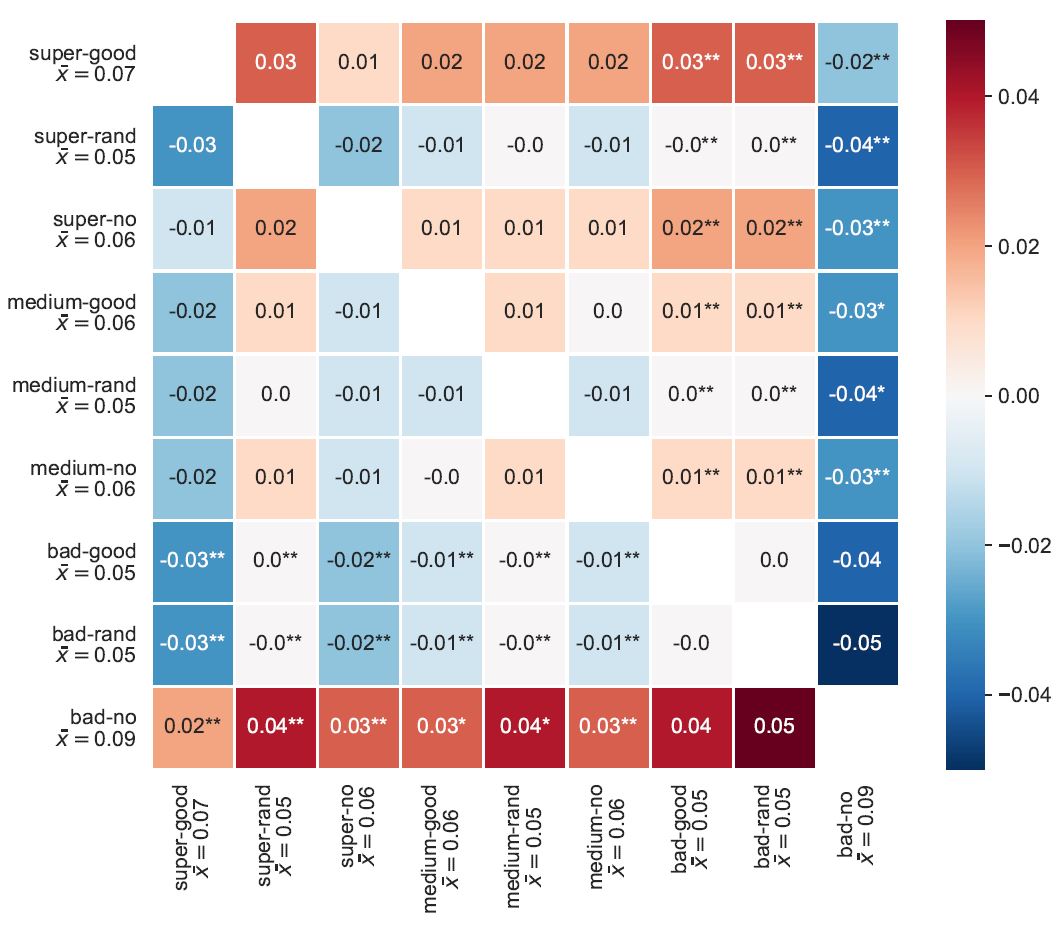 super-good
x̄ = 0.07
0.03 0.01 0.02 0.02 0.02 0.03** 0.03** -0.02**
super-rand
x̄ = 0.05
-0.03 -0.02 -0.01 -0.0 -0.01 -0.0** 0.0** -0.04**
super-no
x̄ = 0.06
-0.01 0.02 0.01 0.01 0.01 0.02** 0.02** -0.03**
medium-good
x̄ = 0.06
-0.02 0.01 -0.01 0.01 0.0 0.01** 0.01** -0.03*
medium-rand
x̄ = 0.05
-0.02 0.0 -0.01 -0.01 -0.01 0.0** 0.0** -0.04*
medium-no
x̄ = 0.06
-0.02 0.01 -0.01 -0.0 0.01 0.01** 0.01** -0.03**
bad-good
x̄ = 0.05
-0.03** 0.0** -0.02** -0.01** -0.0** -0.01** 0.0 -0.04
bad-rand
x̄ = 0.05
-0.03** -0.0** -0.02** -0.01** -0.0** -0.01** -0.0 -0.05
bad-no
x̄ = 0.09
0.02** 0.04** 0.03** 0.03* 0.04* 0.03** 0.04 0.05
super-good
x̄ = 0.07
super-rand
x̄ = 0.05
super-no
x̄ = 0.06
medium-good
x̄ = 0.06
medium-rand
x̄ = 0.05
medium-no
x̄ = 0.06
bad-good
x̄ = 0.05
bad-rand
x̄ = 0.05
bad-no
x̄ = 0.09
0.04
0.02
0.00
−0.02
−0.04